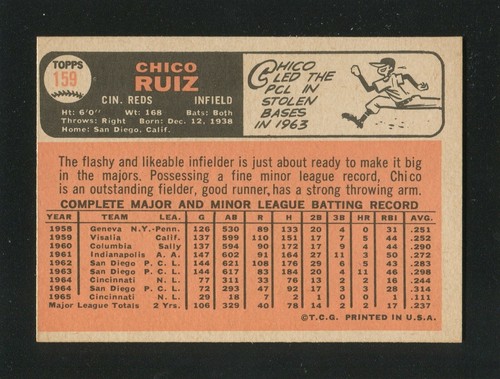 TOPPS
159
CHICO
RUIZ
CIN. REDS INFIELD
Ht: 6'0" Wt: 168 Bats: Both
Throws: Right Born: Dec. 12, 1938
Home: San Diego, Calif.
CHICO
LED THE
PCL IN
STOLEN
BASES
IN 1963
The flashy and likeable infielder is just about ready to make it big
in the majors. Possessing a fine minor league record, Chico
is an outstanding fielder, good runner, has a strong throwing arm.
COMPLETE MAJOR AND MINOR LEAGUE BATTING RECORD
YEAR TEAM LEA. G AB R H 2B 3B HR RBI AVG.
1958 Geneva N.Y.-Penn. 126 530 89 133 20 4 0 31 .251
1959 Visalia Calif. 135 599 110 151 17 7 5 44 .252
1960 Columbia Sally 137 594 90 172 17 9 4 44 .290
1961 Indianapolis A. A. 147 602 91 163 27 11 3 50 .272
1962 San Diego P. C. L. 144 621 108 176 29 6 5 43 .283
1963 San Diego P. C. L. 144 617 83 184 20 4 11 46 .298
1964 Cincinnati N. L. 77 311 33 76 13 2 2 16 .244
1964 San Diego P. C. L. 72 293 47 92 17 3 3 28 .314
1965 Cincinnati N. L. 29 18 7 2 1 0 0 1 .111
Major League Totals 2 Yrs. 106 329 40 78 14 2 2 17 .237
©T.C.G. PRINTED IN U.S.A.